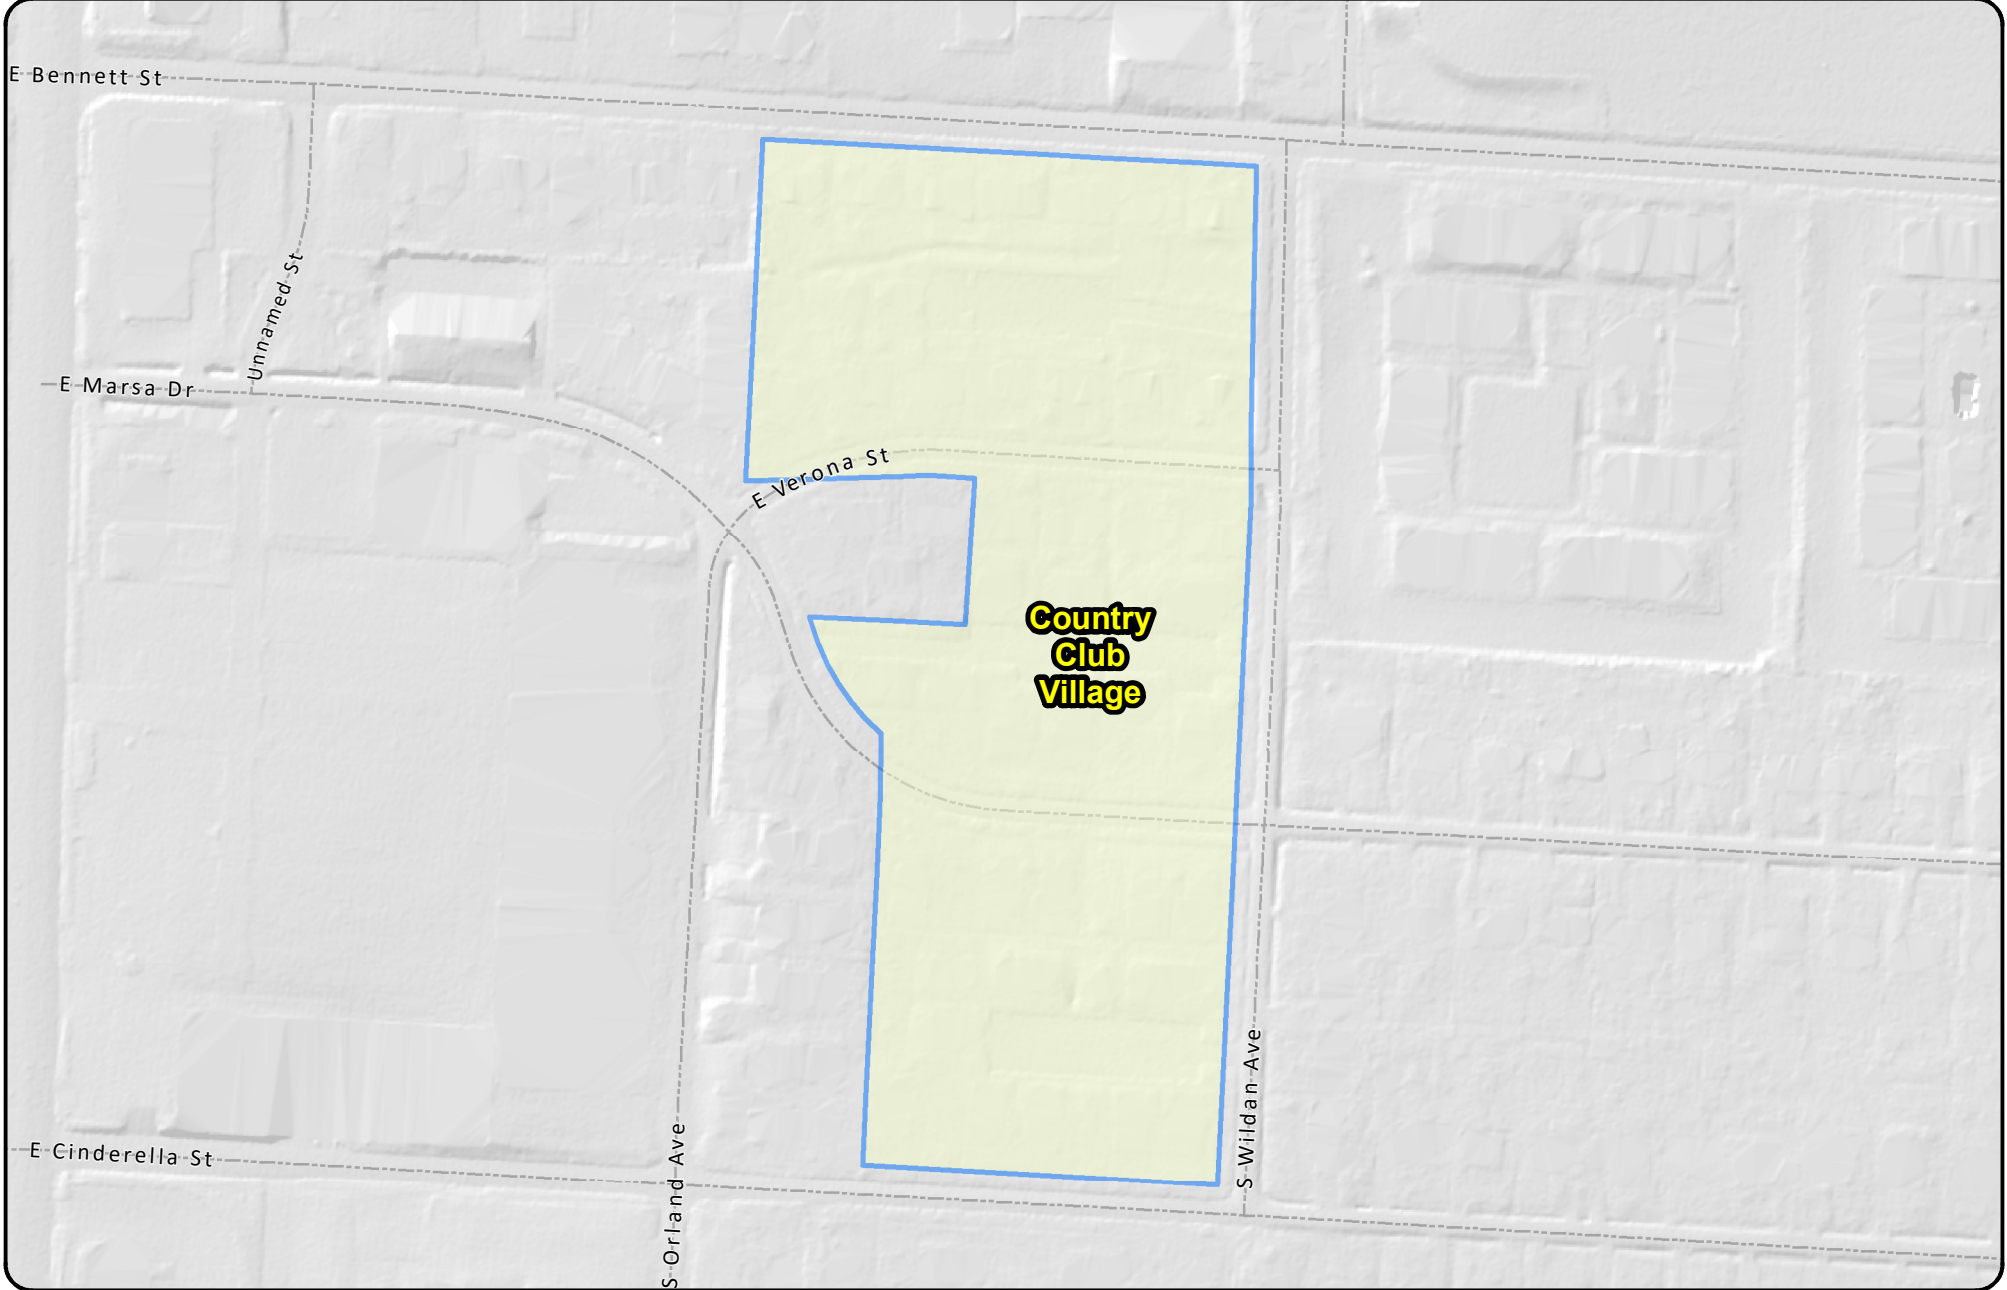 E Bennett St
Unnamed St
E Marsa Dr
E Verona St
Country
Club
Village
S Wildan Ave
E Cinderella St
S Orland Ave